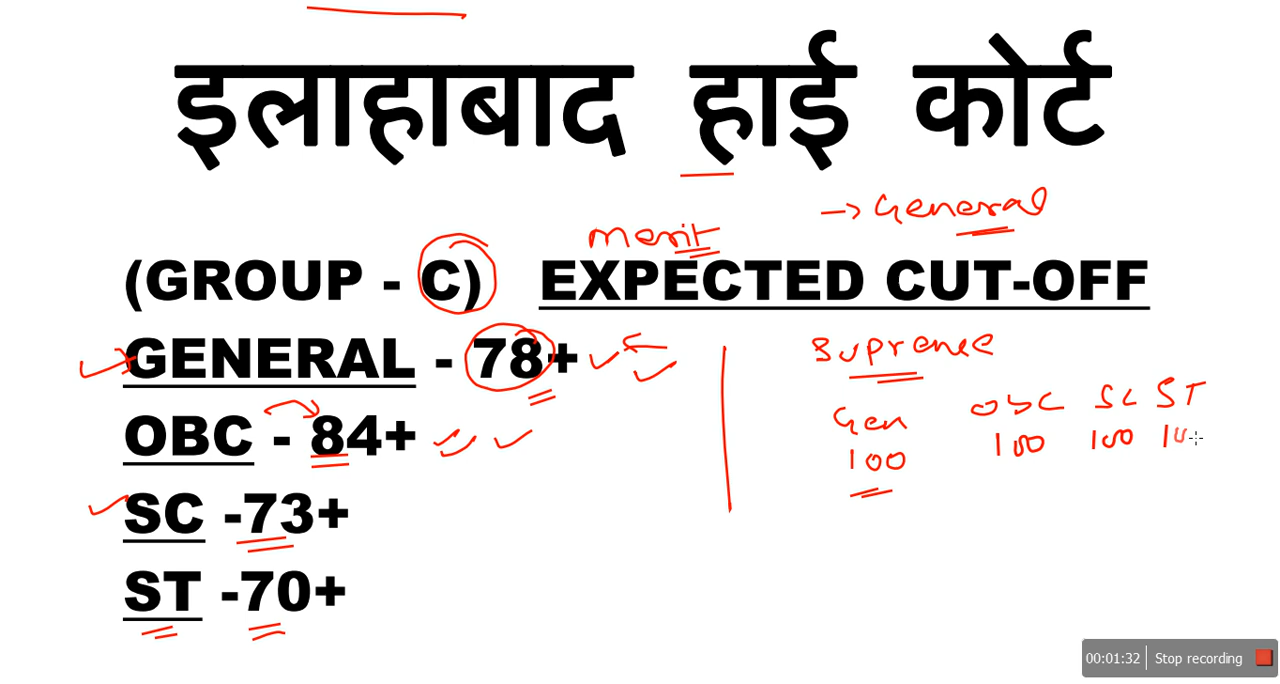 इलाहाबाद हाई कोर्ट
→ General
merit
(GROUP - C) EXPECTED CUT-OFF
GENERAL - 78+
Supreme
OBC - 84+
Gen OBC SC ST
100 100 100 10
SC -73+
ST -70+
00:01:32 Stop recording